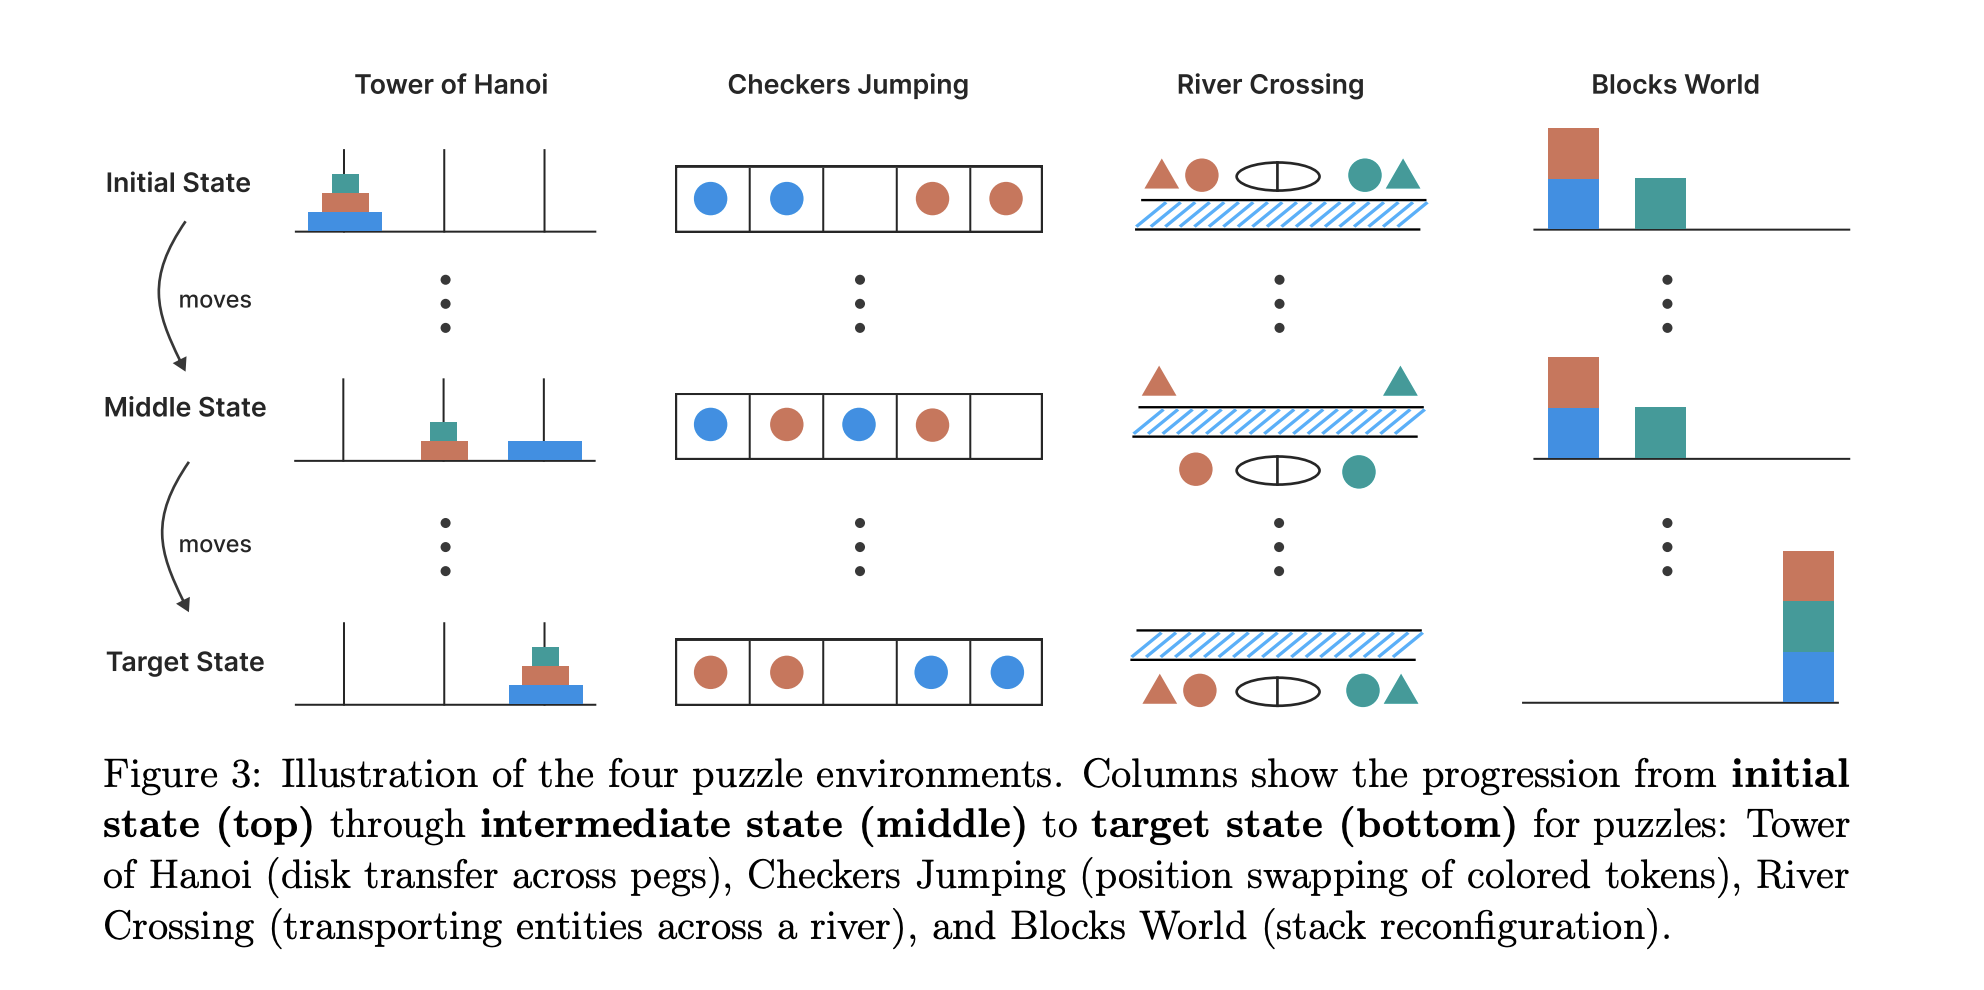 Tower of Hanoi
Checkers Jumping
River Crossing
Blocks World
Initial State
moves
Middle State
moves
Target State
Figure 3: Illustration of the four puzzle environments. Columns show the progression from initial
state (top) through intermediate state (middle) to target state (bottom) for puzzles: Tower
of Hanoi (disk transfer across pegs), Checkers Jumping (position swapping of colored tokens), River
Crossing (transporting entities across a river), and Blocks World (stack reconfiguration).